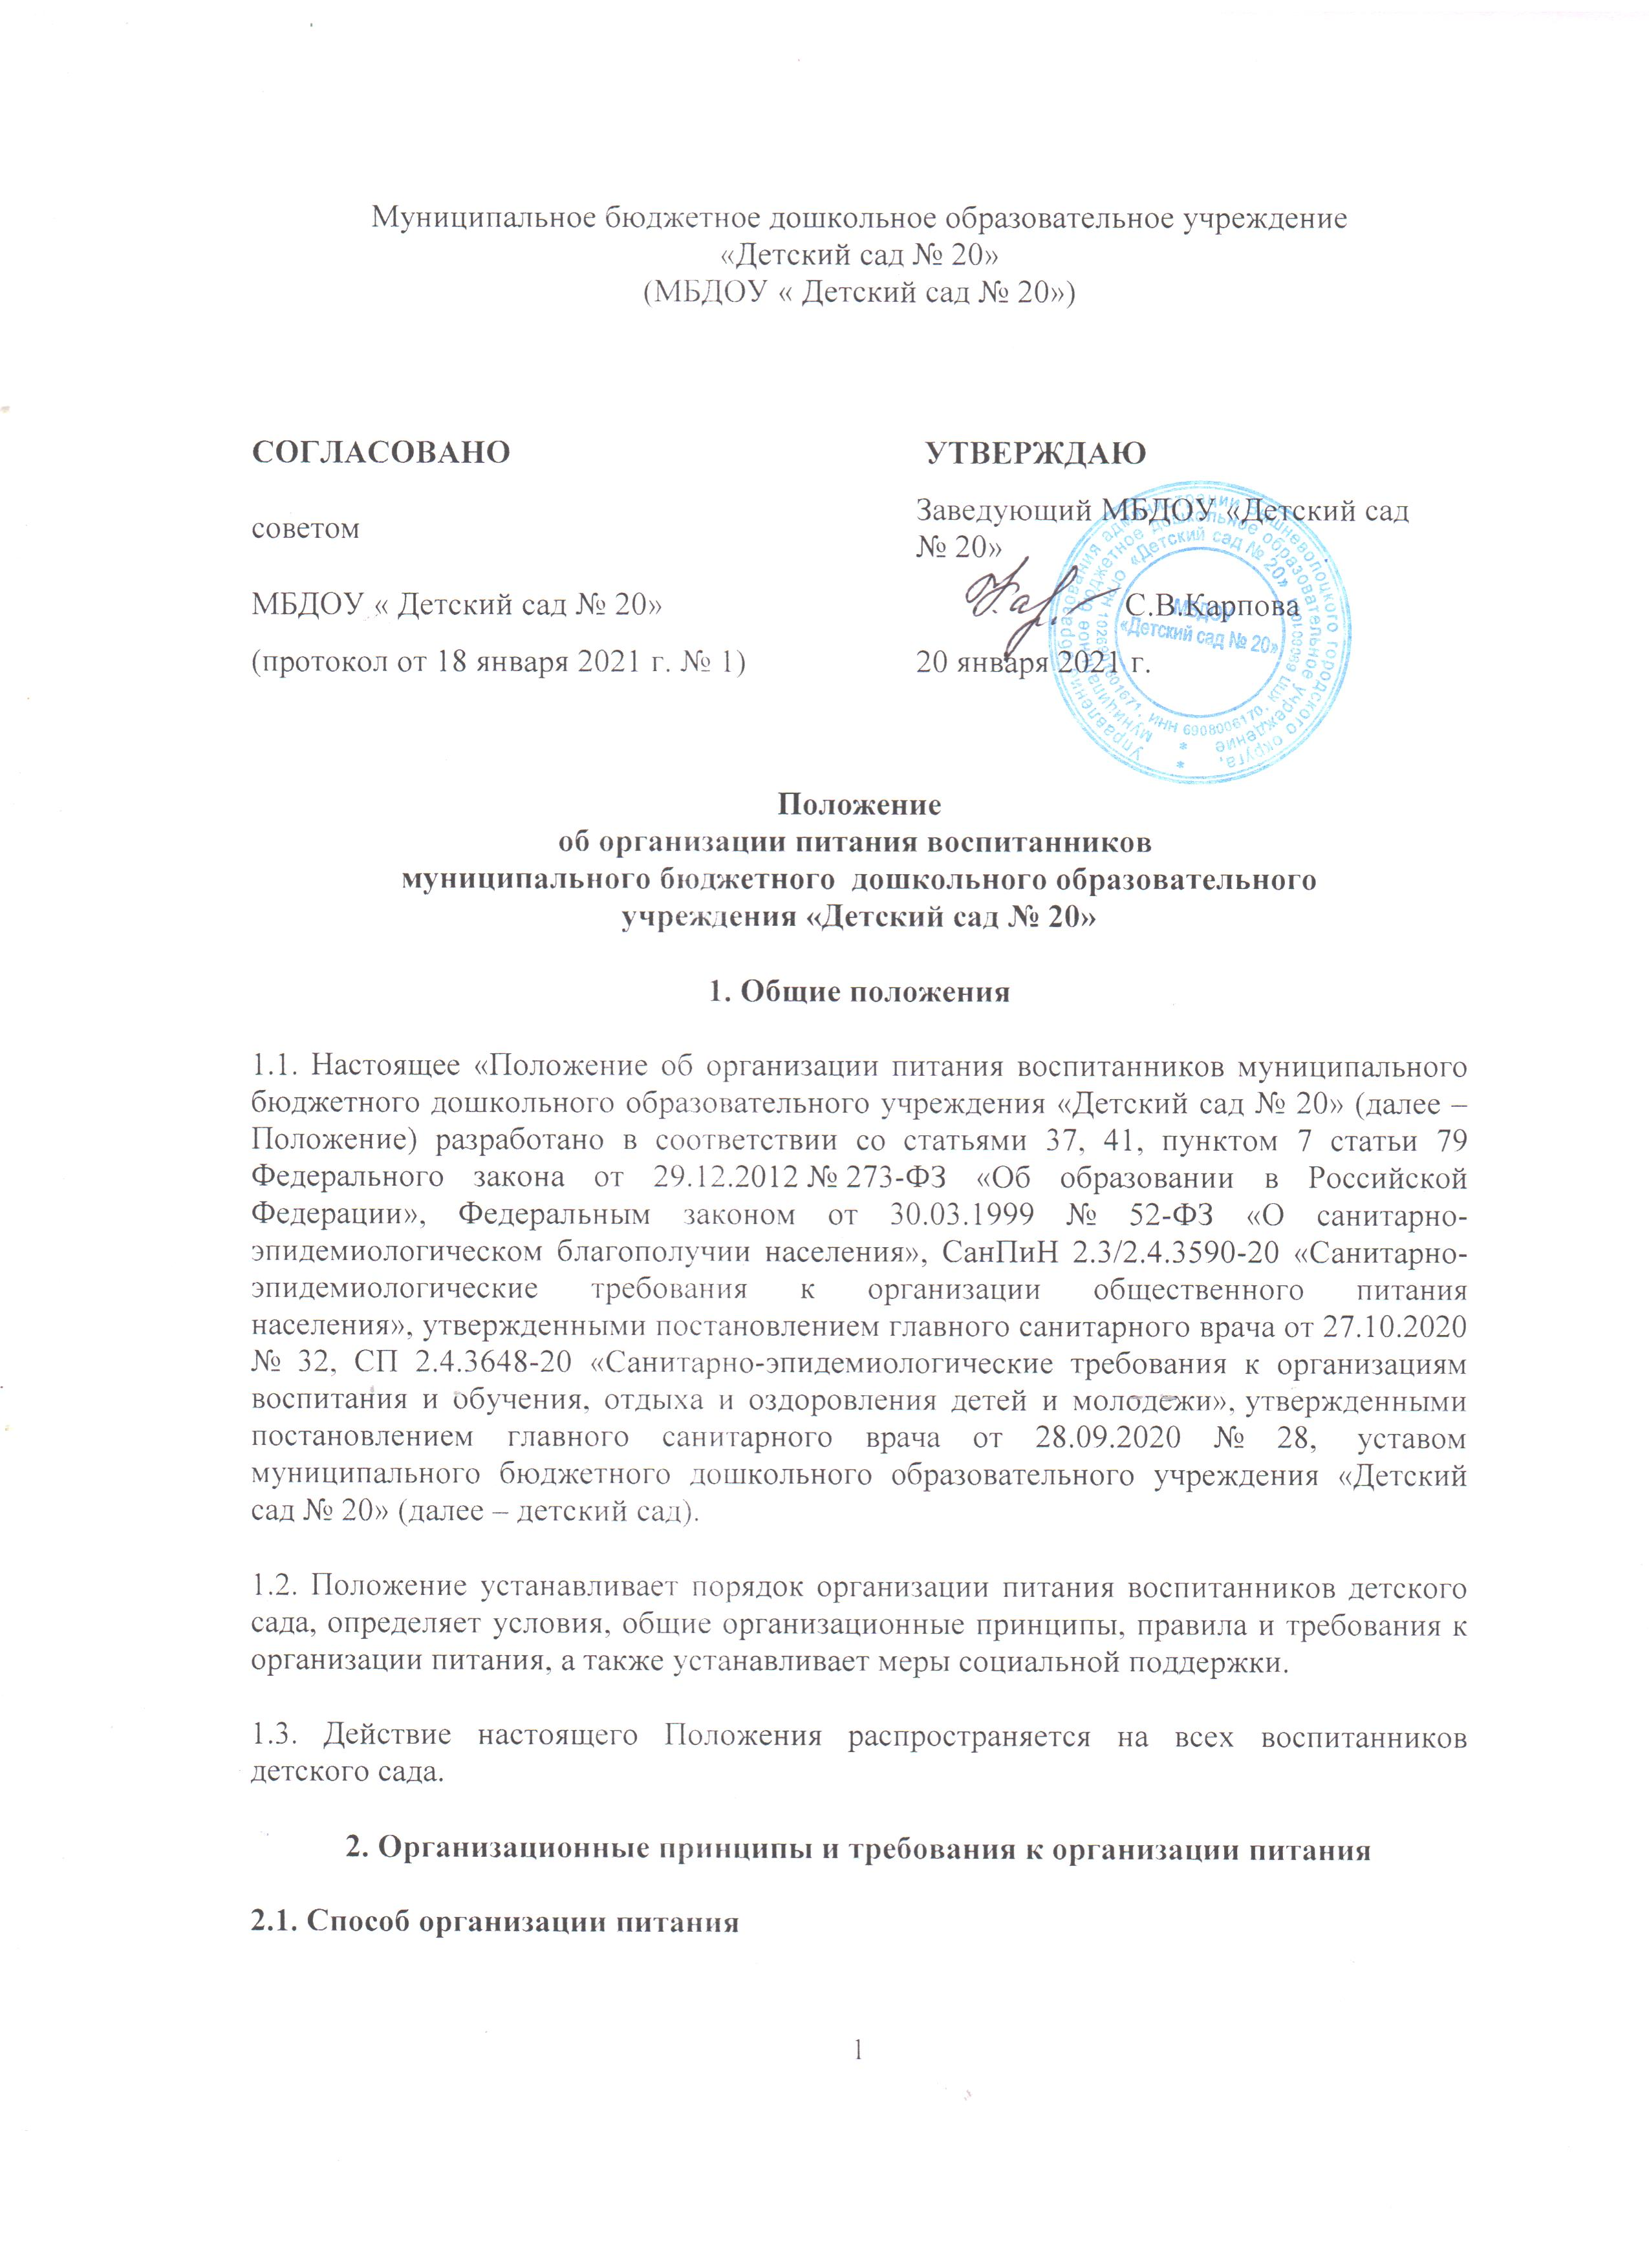 Муниципальное бюджетное дошкольное образовательное учреждение
«Детский сад № 20»
(МБДОУ « Детский сад № 20»)
СОГЛАСОВАНО
советом
МБДОУ « Детский сад № 20»
(протокол от 18 января 2021 г. № 1)
УТВЕРЖДАЮ
Заведующий МБДОУ «Детский сад
№ 20»
С.В.Карпова
20 января 2021 г.
МБДОУ
«Детский сад № 20»
Положение
об организации питания воспитанников
муниципального бюджетного дошкольного образовательного
учреждения «Детский сад № 20»
1. Общие положения
1.1. Настоящее «Положение об организации питания воспитанников муниципального
бюджетного дошкольного образовательного учреждения «Детский сад № 20» (далее –
Положение) разработано в соответствии со статьями 37, 41, пунктом 7 статьи 79
Федерального закона от 29.12.2012 № 273-ФЗ «Об образовании в Российской
Федерации», Федеральным законом от 30.03.1999 № 52-ФЗ «О санитарно-
эпидемиологическом благополучии населения», СанПиН 2.3/2.4.3590-20 «Санитарно-
эпидемиологические требования к организации общественного питания
населения», утвержденными постановлением главного санитарного врача от 27.10.2020
№ 32, СП 2.4.3648-20 «Санитарно-эпидемиологические требования к организациям
воспитания и обучения, отдыха и оздоровления детей и молодежи», утвержденными
постановлением главного санитарного врача от 28.09.2020 № 28, уставом
муниципального бюджетного дошкольного образовательного учреждения «Детский
сад № 20» (далее – детский сад).
1.2. Положение устанавливает порядок организации питания воспитанников детского
сада, определяет условия, общие организационные принципы, правила и требования к
организации питания, а также устанавливает меры социальной поддержки.
1.3. Действие настоящего Положения распространяется на всех воспитанников
детского сада.
2. Организационные принципы и требования к организации питания
2.1. Способ организации питания
1